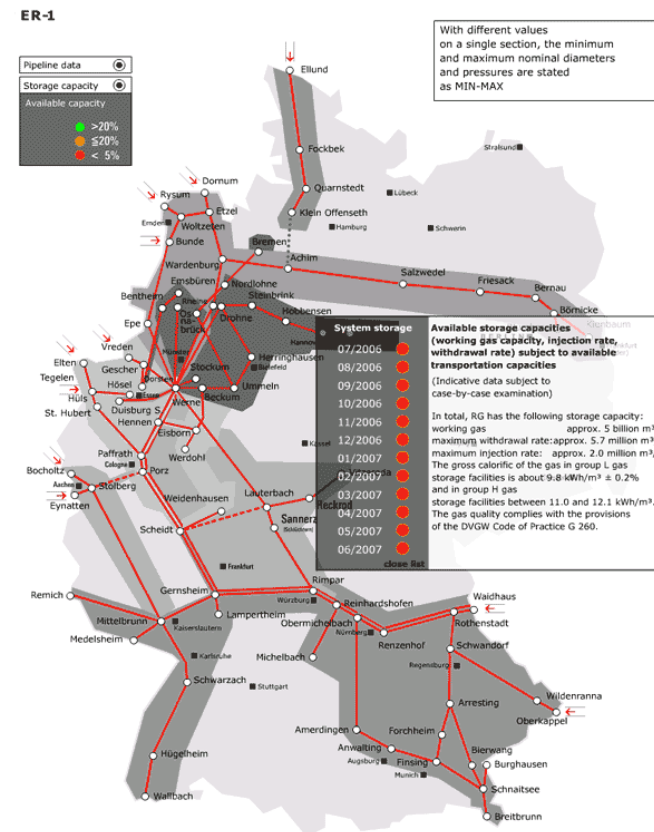 ER-1
With different values
on a single section, the minimum
and maximum nominal diameters
and pressures are stated
as MIN-MAX
Pipeline data
Storage capacity
Available capacity
>20%
≦20%
< 5%
Ellund
Fockbek
Stralsund
Quarnstedt
Lübeck
Klein Offenseth
Hamburg
Schwerin
Dornum
Rysum
Etzel
Emden
Woltzeten
Bunde
Bremen
Achim
Wardenburg
Salzwedel
Friesack
Bernau
Börnicke
Emsbüren
Nordlohne
Bentheim
Rheine
Steinbrink
Os
na-
brück
Drohne
Hobbensen
Epe
Hannov
BERLIN
Vreden
Münster
Herringhausen
Elten
Gescher
Stockum
Bielefeld
Tegelen
Hösel
Dorsten
Ummeln
Hüls
Essen
Werne
Beckum
St. Hubert
Duisburg S.
Hennen
Eisborn
Kassel
Paffrath
Werdohl
Cologne
Porz
Bocholtz
Aachen
Stolberg
Eynatten
Weidenhausen
Lauterbach
Reckrod
Sannerz
(Schlüchtern)
Scheidt
Frankfurt
Remich
Gernsheim
Rimpar
Würzburg
Reinhardshofen
Waidhaus
Rothenstadt
Mittelbrunn
Kaiserslautern
Lampertheim
Obermichelbach
Nürnberg
Renzenhof
Medelsheim
Schwandorf
Karlsruhe
Michelbach
Regensburg
Schwarzach
Stuttgart
Wildenranna
Oberkappel
Arresting
Amerdingen
Forchheim
Anwalting
Bierwang
Hügelheim
Augsburg
Finsing
Burghausen
Munich
Schnaitsee
Wallbach
Breitbrunn
System storage
07/2006
08/2006
09/2006
10/2006
11/2006
12/2006
01/2007
02/2007
03/2007
04/2007
05/2007
06/2007
close list
Available storage capacities
(working gas capacity, injection rate,
withdrawal rate) subject to available
transportation capacities
(Indicative data subject to
case-by-case examination)
In total, RG has the following storage capacity:
working gas approx. 5 billion m³
maximum withdrawal rate:approx. 5.7 million m³/
maximum injection rate: approx. 2.0 million m³/
The gross calorific of the gas in group L gas
storage facilities is about 9.8 kWh/m³ ± 0.2%
and in group H gas
storage facilities between 11.0 and 12.1 kWh/m³.
The gas quality complies with the provisions
of the DVGW Code of Practice G 260.